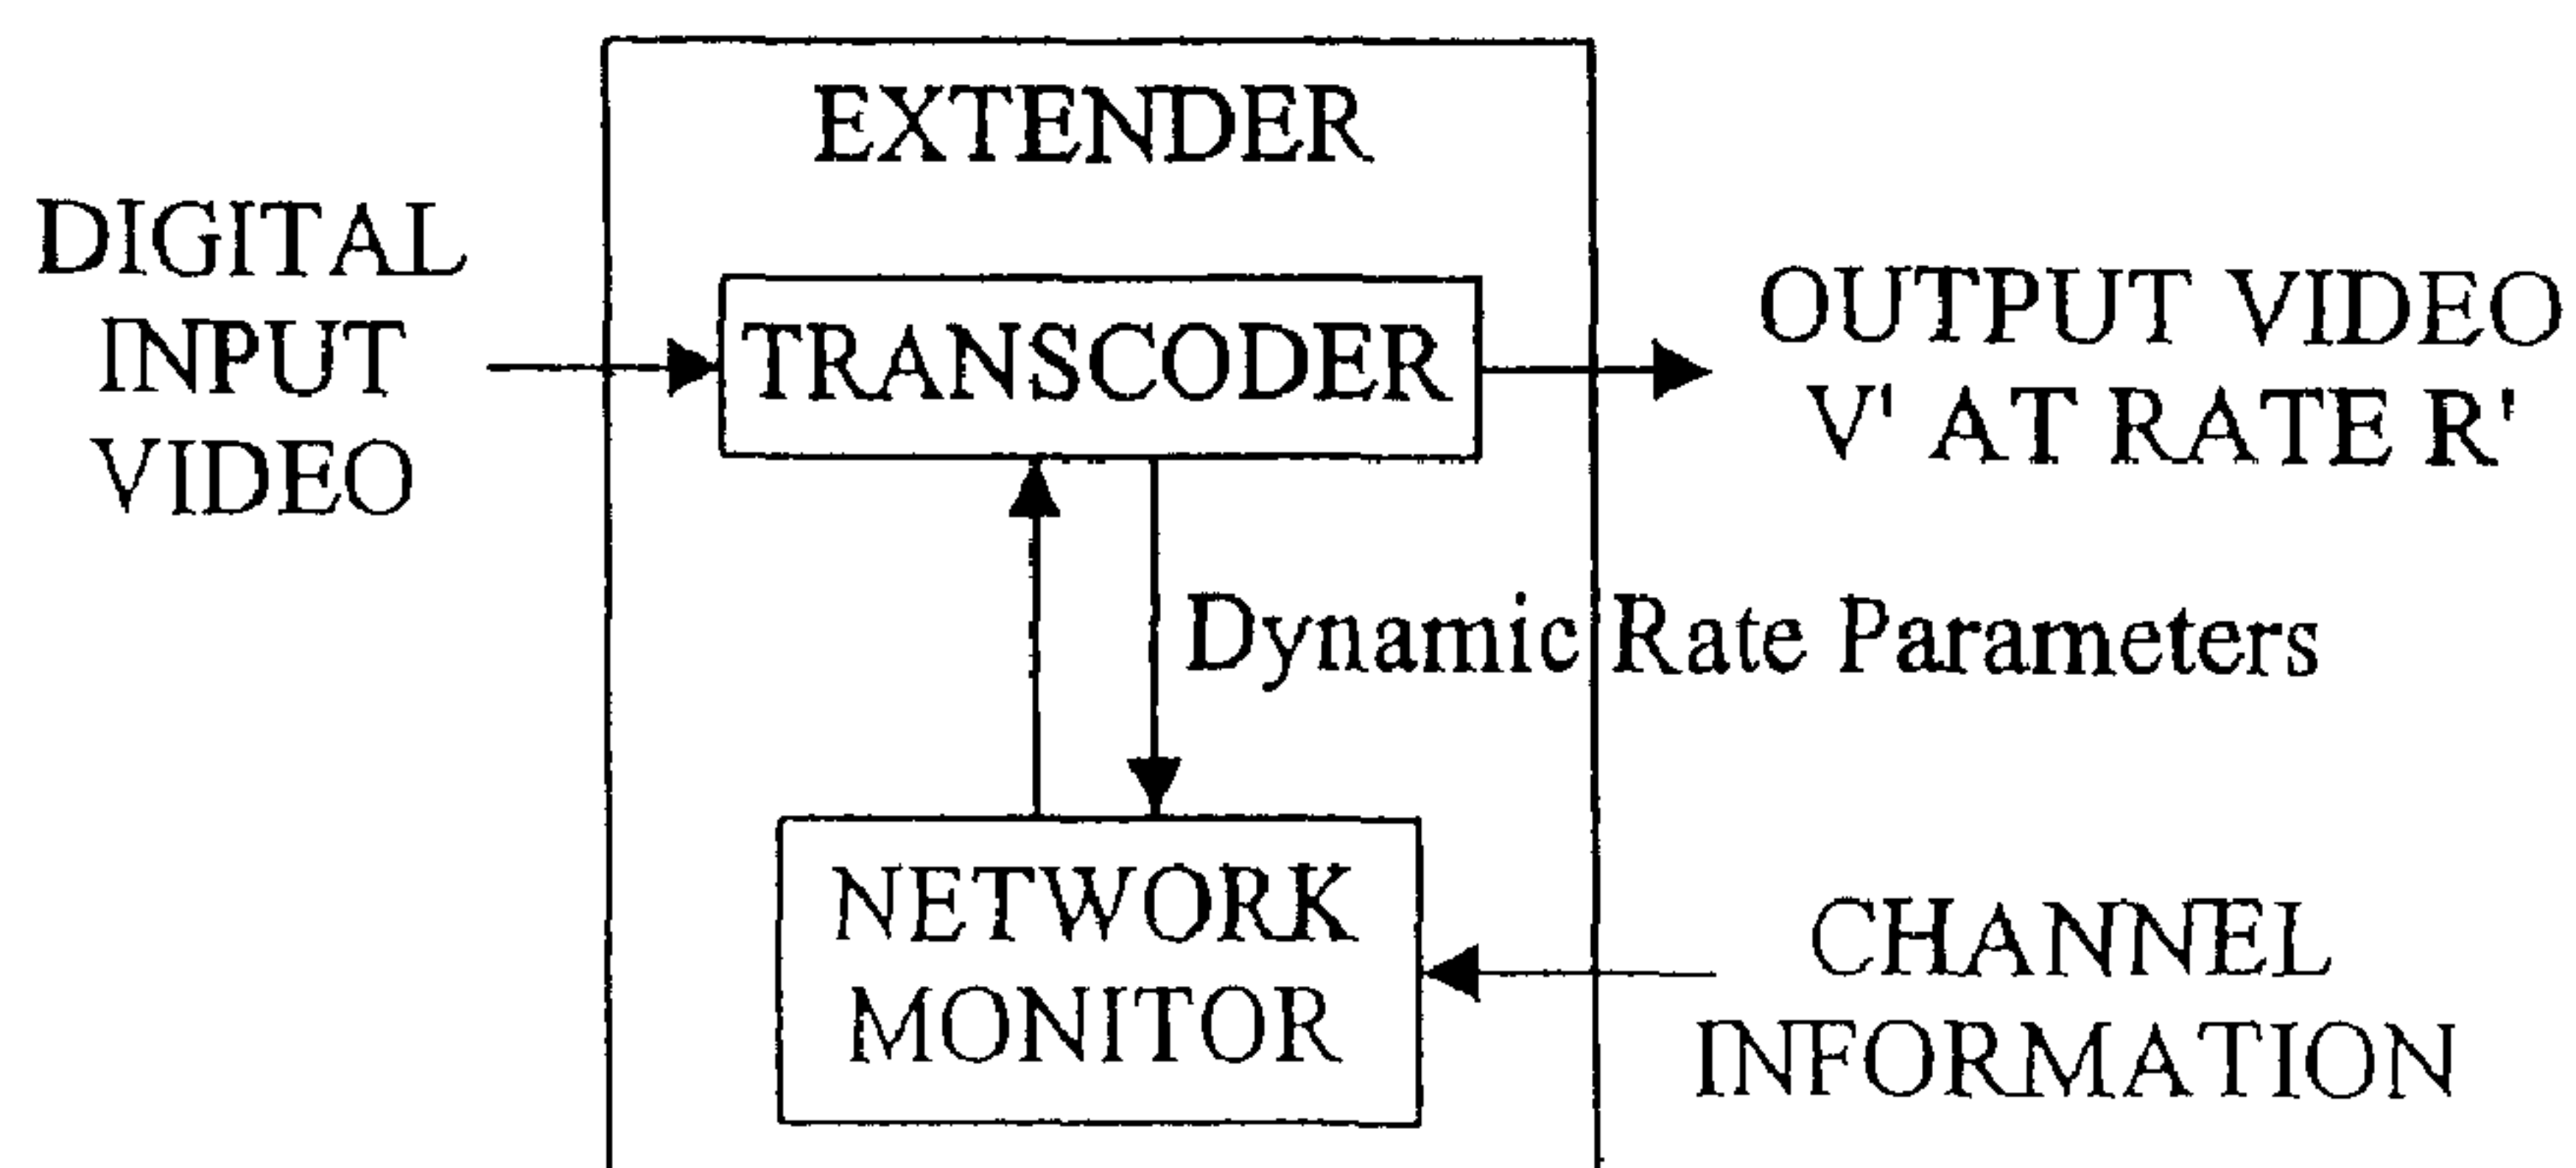 EXTENDER
DIGITAL
INPUT
VIDEO
TRANSCODER
OUTPUT VIDEO
V' AT RATE R'
Dynamic Rate Parameters
NETWORK
MONITOR
CHANNEL
INFORMATION